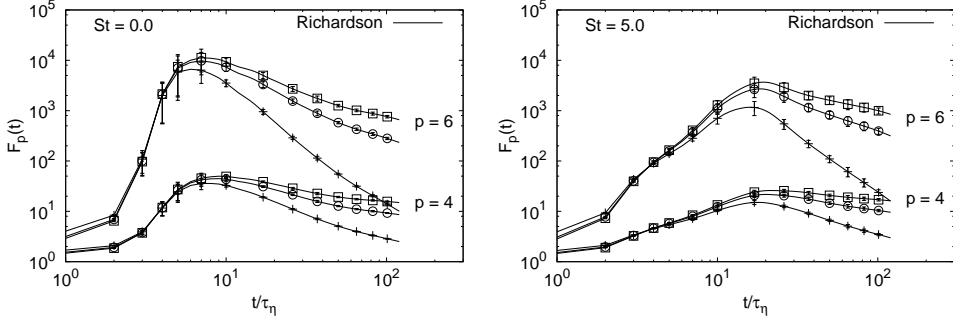 St = 0.0
Richardson
F_p(t)
10^5
10^4
10^3
10^2
10^1
10^0
p = 6
p = 4
10^0
10^1
10^2
t/τ_η
St = 5.0
Richardson
F_p(t)
10^5
10^4
10^3
10^2
10^1
10^0
p = 6
p = 4
10^0
10^1
10^2
t/τ_η